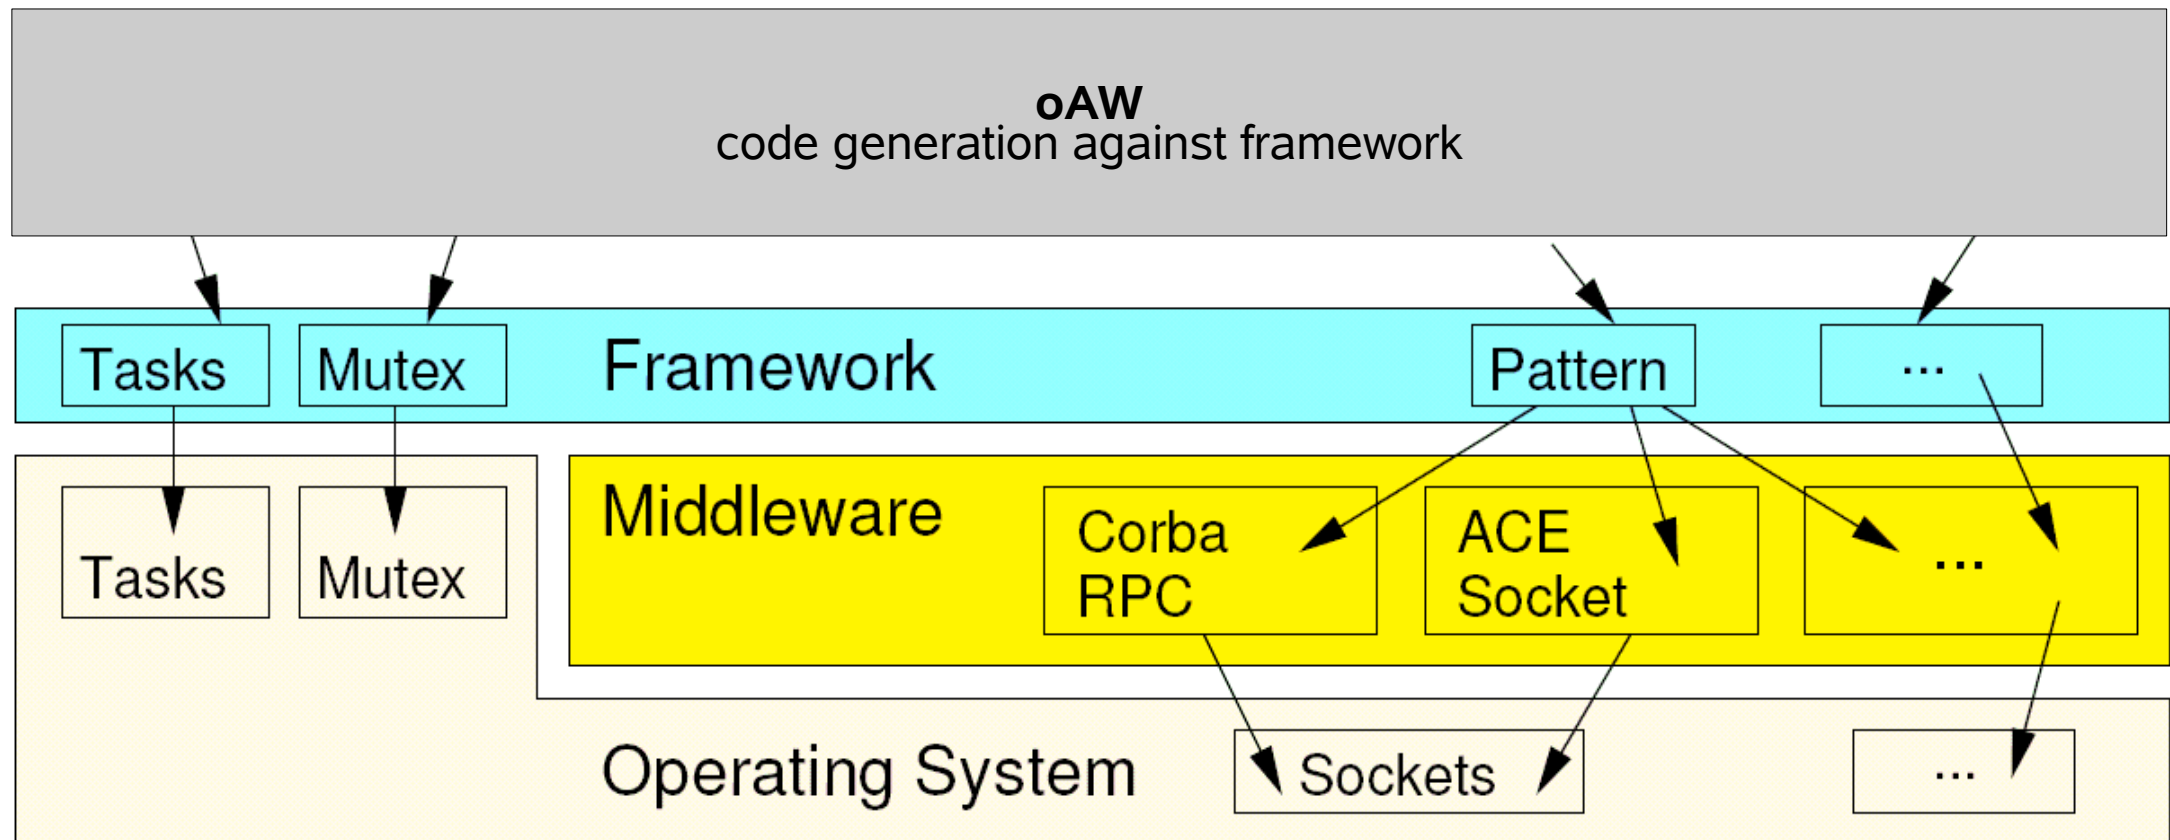 oAW
code generation against framework
Tasks
Mutex
Framework
Pattern
...
Middleware
Corba
RPC
ACE
Socket
...
Tasks
Mutex
Operating System
Sockets
...